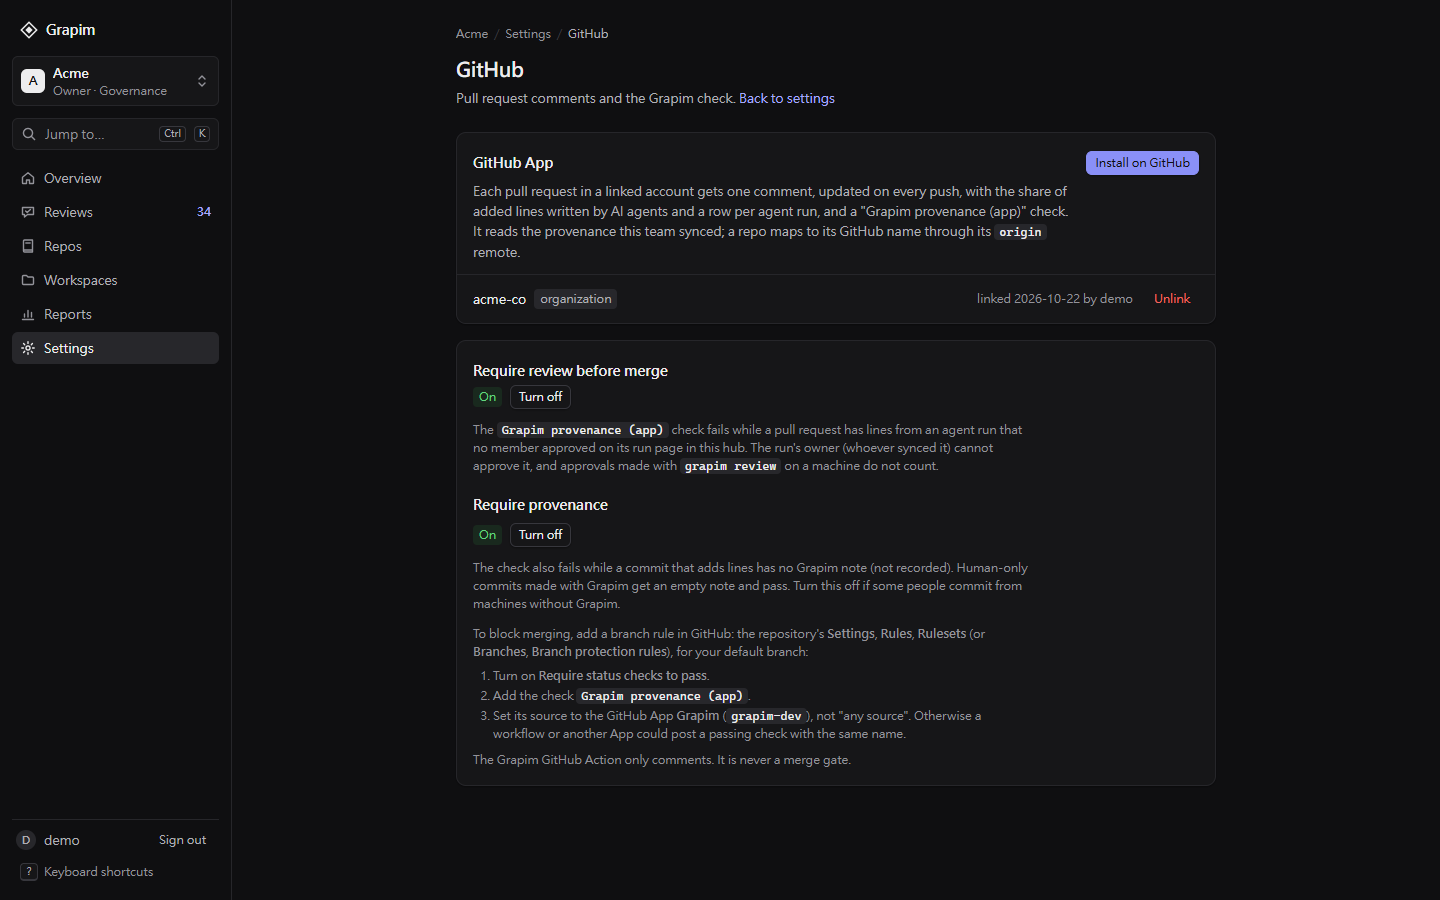 Grapim
A
Acme
Owner · Governance
Jump to...
Ctrl
K
Overview
Reviews
34
Repos
Workspaces
Reports
Settings
D
demo
Sign out
?
Keyboard shortcuts
Acme / Settings / GitHub
GitHub
Pull request comments and the Grapim check. Back to settings
GitHub App
Install on GitHub
Each pull request in a linked account gets one comment, updated on every push, with the share of
added lines written by AI agents and a row per agent run, and a "Grapim provenance (app)" check.
It reads the provenance this team synced; a repo maps to its GitHub name through its origin
remote.
acme-co organization
linked 2026-10-22 by demo
Unlink
Require review before merge
On
Turn off
The Grapim provenance (app) check fails while a pull request has lines from an agent run that
no member approved on its run page in this hub. The run's owner (whoever synced it) cannot
approve it, and approvals made with grapim review on a machine do not count.
Require provenance
On
Turn off
The check also fails while a commit that adds lines has no Grapim note (not recorded). Human-only
commits made with Grapim get an empty note and pass. Turn this off if some people commit from
machines without Grapim.
To block merging, add a branch rule in GitHub: the repository's Settings, Rules, Rulesets (or
Branches, Branch protection rules), for your default branch:
1. Turn on Require status checks to pass.
2. Add the check Grapim provenance (app).
3. Set its source to the GitHub App Grapim (grapim-dev), not "any source". Otherwise a
workflow or another App could post a passing check with the same name.
The Grapim GitHub Action only comments. It is never a merge gate.